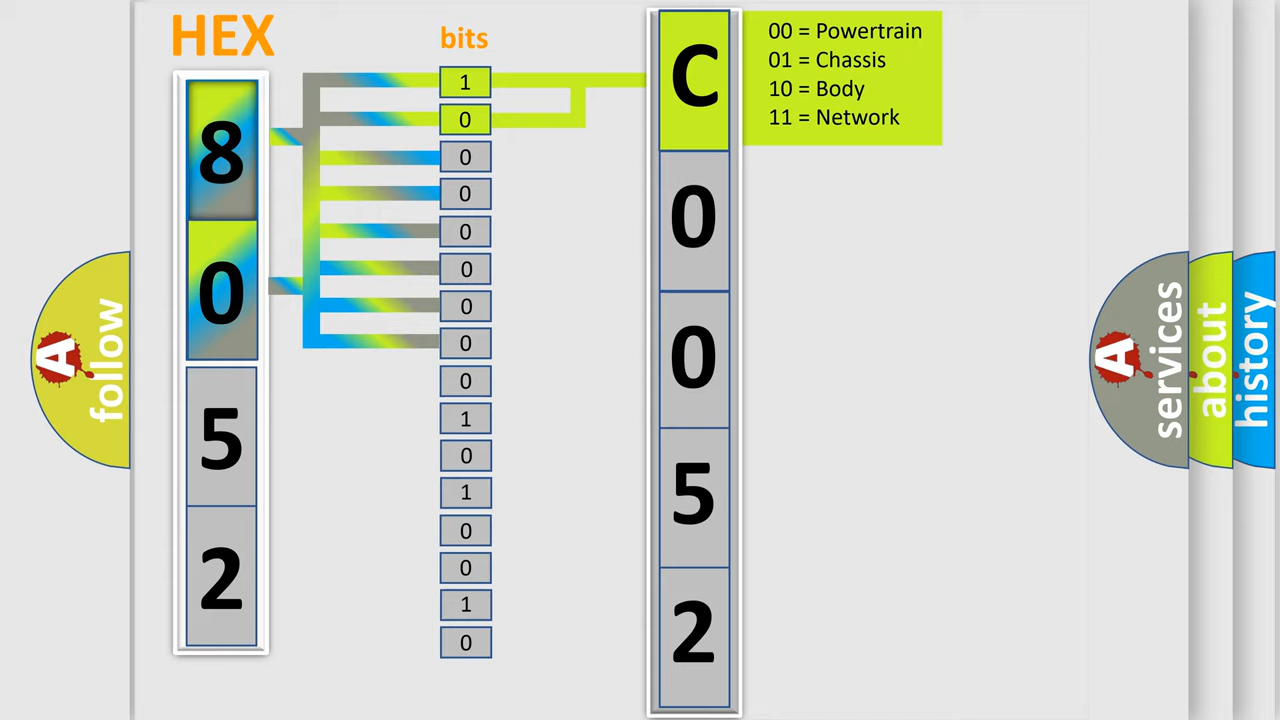 HEX
bits
8
0
5
2
1
0
0
0
0
0
0
0
0
1
0
1
0
0
1
0
C
0
0
5
2
00 = Powertrain
01 = Chassis
10 = Body
11 = Network
A
follow
A
services
about
history